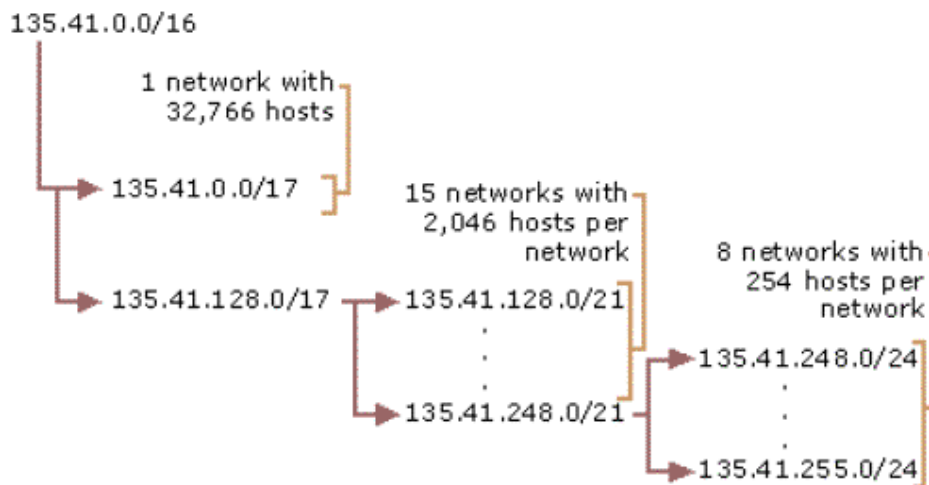 135.41.0.0/16
1 network with
32,766 hosts
135.41.0.0/17
15 networks with
2,046 hosts per
network
8 networks with
254 hosts per
network
135.41.128.0/17
135.41.128.0/21
.
.
.
135.41.248.0/21
135.41.248.0/24
.
.
.
135.41.255.0/24